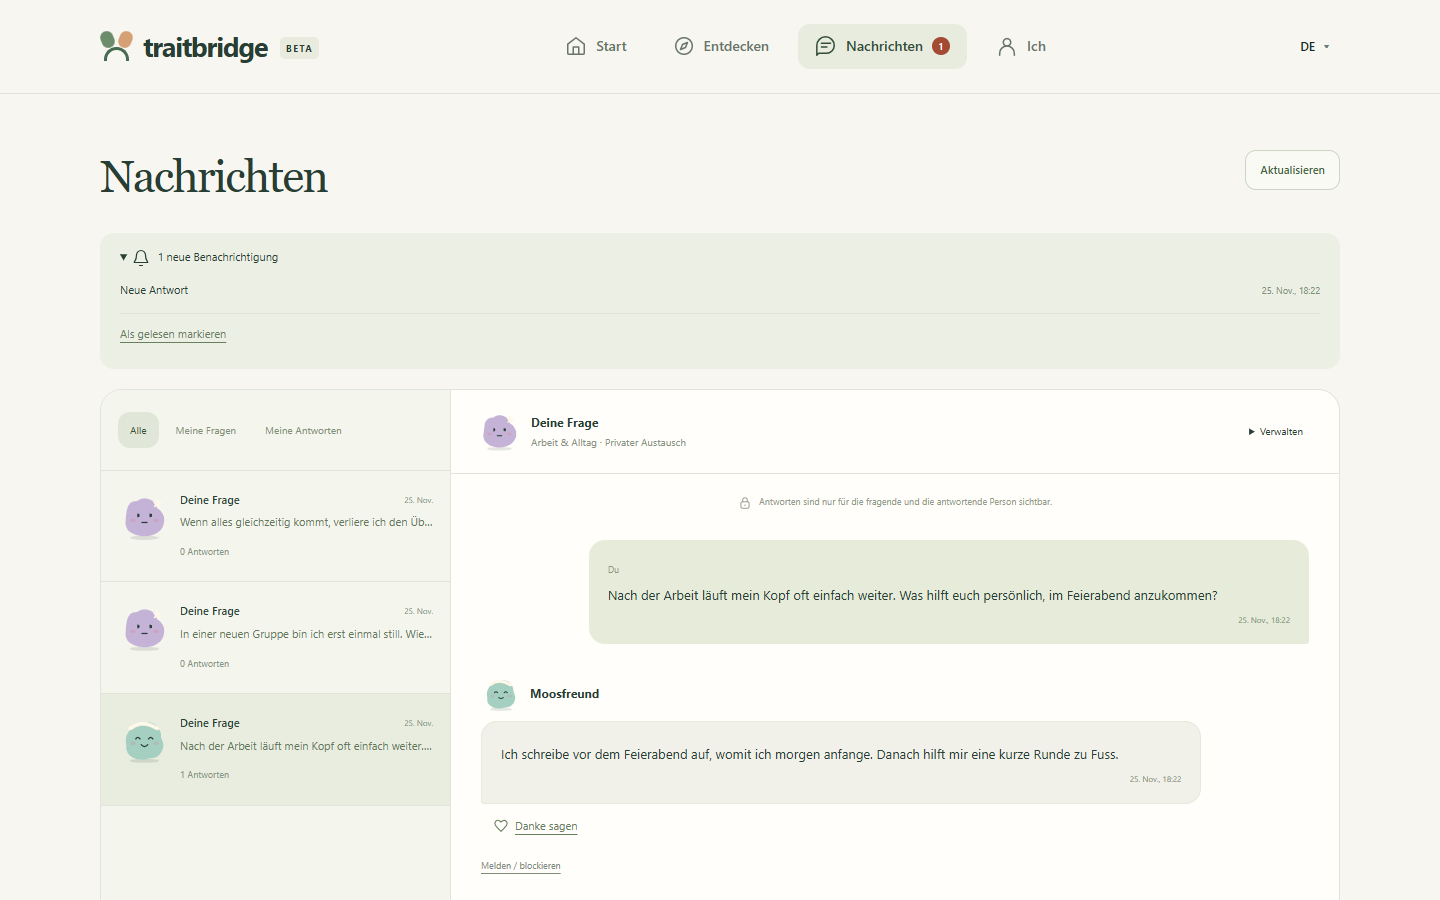 traitbridge BETA
Start
Entdecken
Nachrichten 1
Ich
DE
Nachrichten
Aktualisieren
1 neue Benachrichtigung
Neue Antwort
25. Nov., 18:22
Als gelesen markieren
Alle
Meine Fragen
Meine Antworten
Deine Frage
25. Nov.
Wenn alles gleichzeitig kommt, verliere ich den Üb...
0 Antworten
Deine Frage
25. Nov.
In einer neuen Gruppe bin ich erst einmal still. Wie...
0 Antworten
Deine Frage
25. Nov.
Nach der Arbeit läuft mein Kopf oft einfach weiter....
1 Antworten
Deine Frage
Arbeit & Alltag · Privater Austausch
Verwalten
Antworten sind nur für die fragende und die antwortende Person sichtbar.
Du
Nach der Arbeit läuft mein Kopf oft einfach weiter. Was hilft euch persönlich, im Feierabend anzukommen?
25. Nov., 18:22
Moosfreund
Ich schreibe vor dem Feierabend auf, womit ich morgen anfange. Danach hilft mir eine kurze Runde zu Fuss.
25. Nov., 18:22
Danke sagen
Melden / blockieren